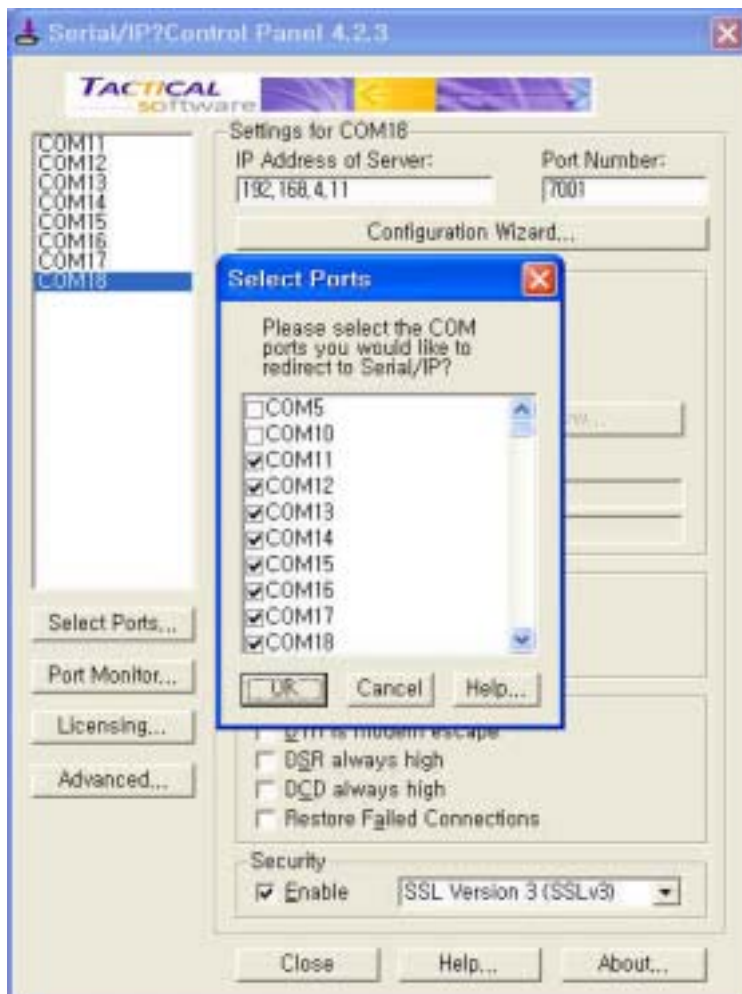 Serial/IP?Control Panel 4.2.3
TACTICAL
software
COM11
COM12
COM13
COM14
COM15
COM16
COM17
COM18
Settings for COM18
IP Address of Server:
Port Number:
192.168.4.11
7001
Configuration Wizard...
Select Ports
Please select the COM
ports you would like to
redirect to Serial/IP?
COM5
COM10
COM11
COM12
COM13
COM14
COM15
COM16
COM17
COM18
OK
Cancel
Help...
Select Ports...
Port Monitor...
Licensing...
Advanced...
DTR is modem escape
DSR always high
DCD always high
Restore Failed Connections
Security
Enable
SSL Version 3 (SSLv3)
Close
Help...
About...